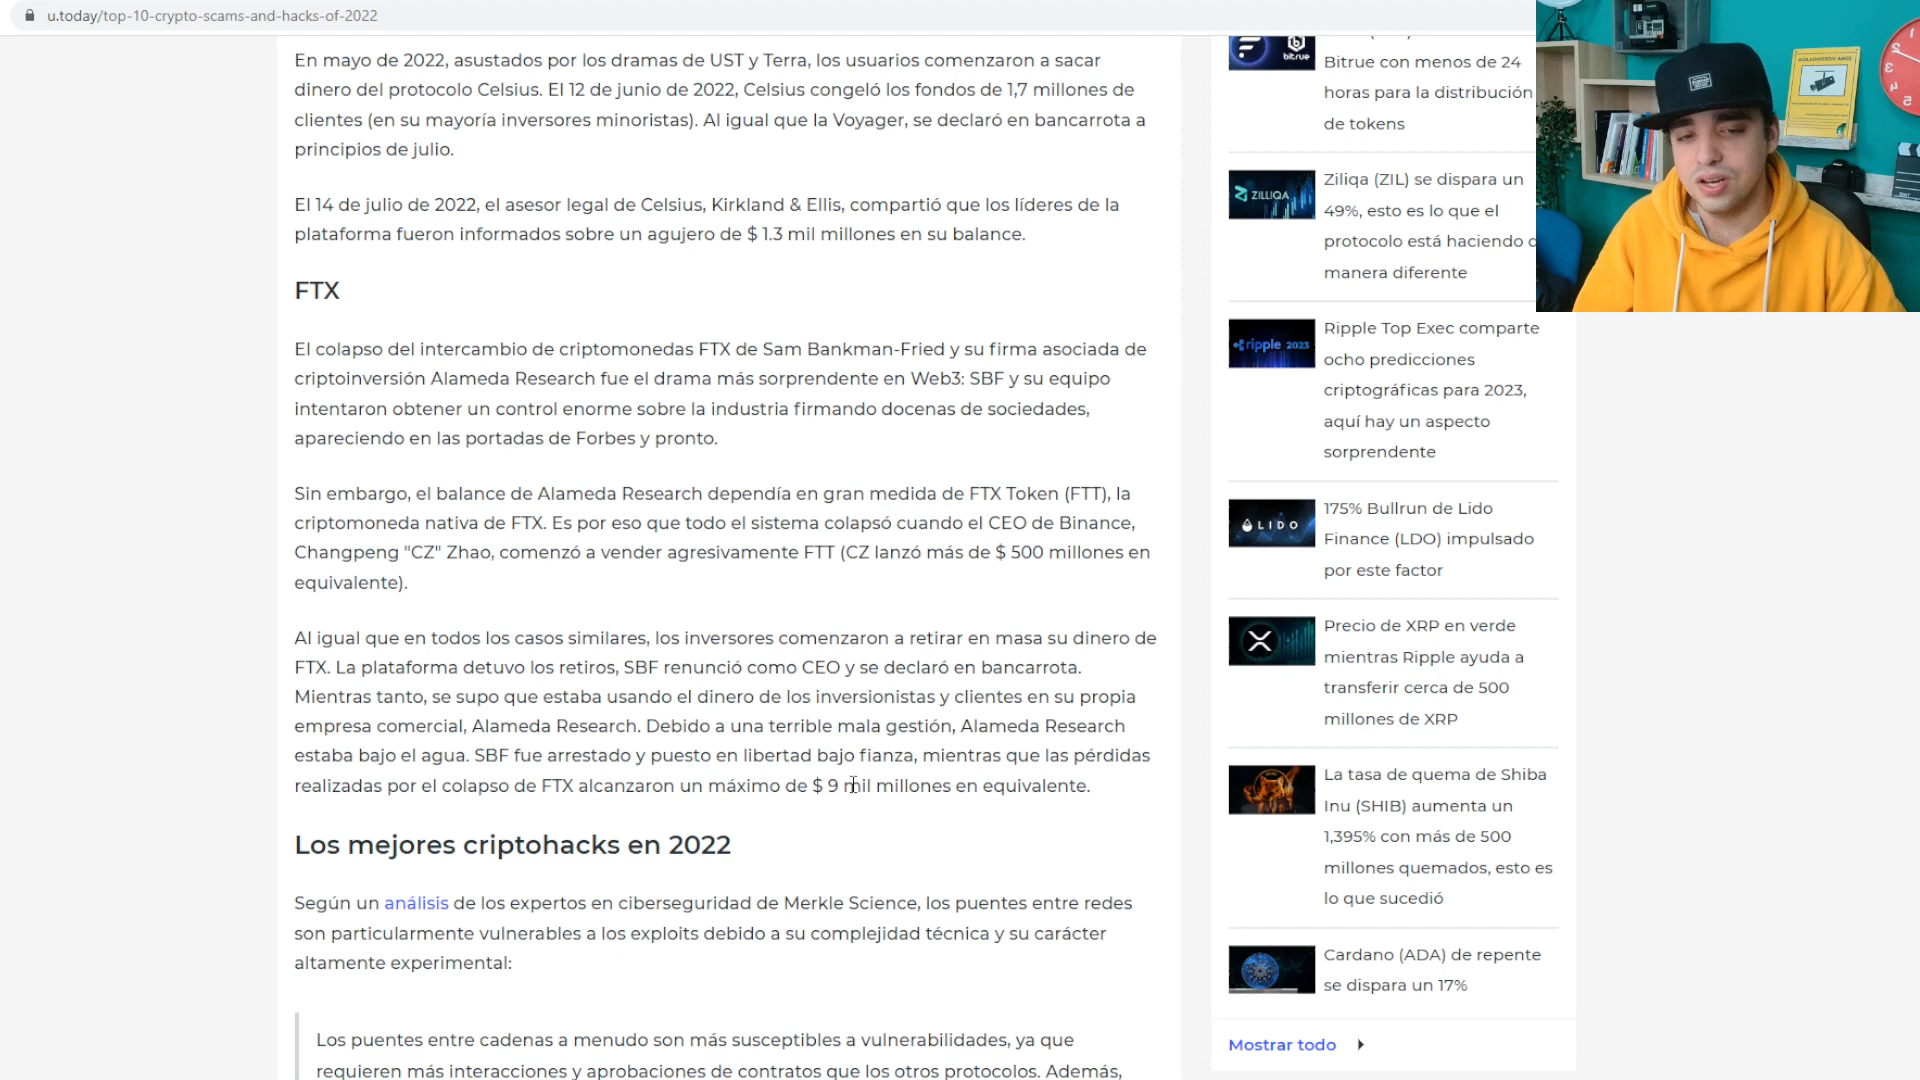 u.today/top-10-crypto-scams-and-hacks-of-2022
En mayo de 2022, asustados por los dramas de UST y Terra, los usuarios comenzaron a sacar
dinero del protocolo Celsius. El 12 de junio de 2022, Celsius congeló los fondos de 1,7 millones de
clientes (en su mayoría inversores minoristas). Al igual que la Voyager, se declaró en bancarrota a
principios de julio.
El 14 de julio de 2022, el asesor legal de Celsius, Kirkland & Ellis, compartió que los líderes de la
plataforma fueron informados sobre un agujero de $ 1.3 mil millones en su balance.
FTX
El colapso del intercambio de criptomonedas FTX de Sam Bankman-Fried y su firma asociada de
criptoinversión Alameda Research fue el drama más sorprendente en Web3: SBF y su equipo
intentaron obtener un control enorme sobre la industria firmando docenas de sociedades,
apareciendo en las portadas de Forbes y pronto.
Sin embargo, el balance de Alameda Research dependía en gran medida de FTX Token (FTT), la
criptomoneda nativa de FTX. Es por eso que todo el sistema colapsó cuando el CEO de Binance,
Changpeng "CZ" Zhao, comenzó a vender agresivamente FTT (CZ lanzó más de $ 500 millones en
equivalente).
Al igual que en todos los casos similares, los inversores comenzaron a retirar en masa su dinero de
FTX. La plataforma detuvo los retiros, SBF renunció como CEO y se declaró en bancarrota.
Mientras tanto, se supo que estaba usando el dinero de los inversionistas y clientes en su propia
empresa comercial, Alameda Research. Debido a una terrible mala gestión, Alameda Research
estaba bajo el agua. SBF fue arrestado y puesto en libertad bajo fianza, mientras que las pérdidas
realizadas por el colapso de FTX alcanzaron un máximo de $ 9 mil millones en equivalente.
Los mejores criptohacks en 2022
Según un análisis de los expertos en ciberseguridad de Merkle Science, los puentes entre redes
son particularmente vulnerables a los exploits debido a su complejidad técnica y su carácter
altamente experimental:
Los puentes entre cadenas a menudo son más susceptibles a vulnerabilidades, ya que
requieren más interacciones y aprobaciones de contratos que los otros protocolos. Además,
bitrue
Bitrue con menos de 24
horas para la distribución
de tokens
ZILLIQA
Ziliqa (ZIL) se dispara un
49%, esto es lo que el
protocolo está haciendo
manera diferente
ripple 2023
Ripple Top Exec comparte
ocho predicciones
criptográficas para 2023,
aquí hay un aspecto
sorprendente
LIDO
175% Bullrun de Lido
Finance (LDO) impulsado
por este factor
Precio de XRP en verde
mientras Ripple ayuda a
transferir cerca de 500
millones de XRP
La tasa de quema de Shiba
Inu (SHIB) aumenta un
1,395% con más de 500
millones quemados, esto es
lo que sucedió
Cardano (ADA) de repente
se dispara un 17%
Mostrar todo